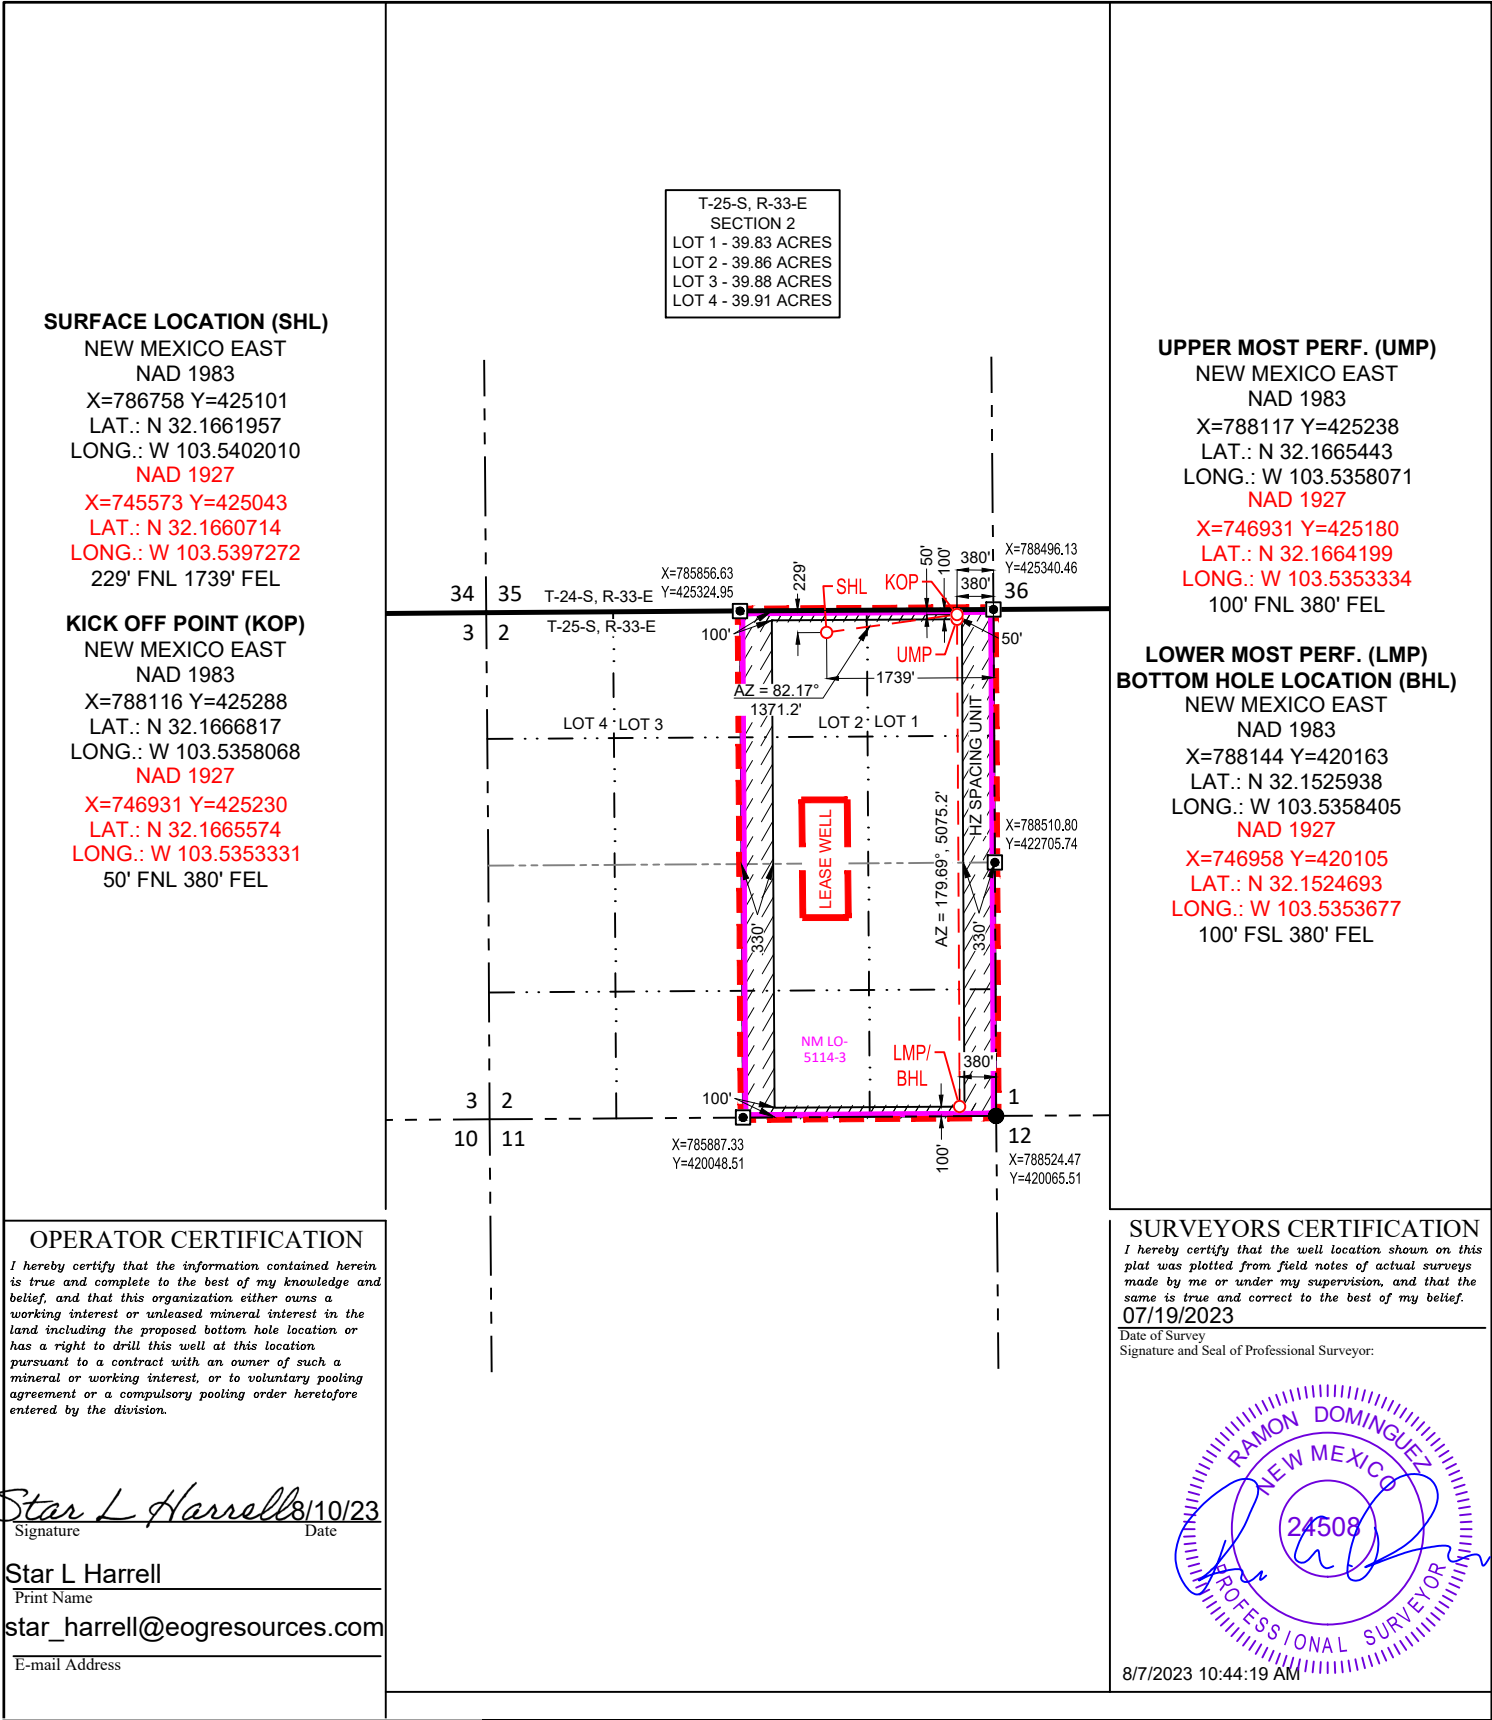 T-25-S, R-33-E
SECTION 2
LOT 1 - 39.83 ACRES
LOT 2 - 39.86 ACRES
LOT 3 - 39.88 ACRES
LOT 4 - 39.91 ACRES
SURFACE LOCATION (SHL)
NEW MEXICO EAST
NAD 1983
X=786758 Y=425101
LAT.: N 32.1661957
LONG.: W 103.5402010
NAD 1927
X=745573 Y=425043
LAT.: N 32.1660714
LONG.: W 103.5397272
229' FNL 1739' FEL
KICK OFF POINT (KOP)
NEW MEXICO EAST
NAD 1983
X=788116 Y=425288
LAT.: N 32.1666817
LONG.: W 103.5358068
NAD 1927
X=746931 Y=425230
LAT.: N 32.1665574
LONG.: W 103.5353331
50' FNL 380' FEL
UPPER MOST PERF. (UMP)
NEW MEXICO EAST
NAD 1983
X=788117 Y=425238
LAT.: N 32.1665443
LONG.: W 103.5358071
NAD 1927
X=746931 Y=425180
LAT.: N 32.1664199
LONG.: W 103.5353334
100' FNL 380' FEL
LOWER MOST PERF. (LMP)
BOTTOM HOLE LOCATION (BHL)
NEW MEXICO EAST
NAD 1983
X=788144 Y=420163
LAT.: N 32.1525938
LONG.: W 103.5358405
NAD 1927
X=746958 Y=420105
LAT.: N 32.1524693
LONG.: W 103.5353677
100' FSL 380' FEL
X=785856.63
Y=425324.95
229'
SHL
KOP
50'
100'
380'
380'
X=788496.13
Y=425340.46
34 35
T-24-S, R-33-E
36
3 2
T-25-S, R-33-E
100'
UMP
50'
1739'
AZ = 82.17°
1371.2'
LOT 4 LOT 3
LOT 2 LOT 1
HZ SPACING UNIT
LEASE WELL
AZ = 179.69°, 5075.2'
X=788510.80
Y=422705.74
330'
330'
NM LO-
5114-3
LMP/
BHL
380'
3 2
100'
1
10 11
12
X=785887.33
Y=420048.51
100'
X=788524.47
Y=420065.51
OPERATOR CERTIFICATION
I hereby certify that the information contained herein
is true and complete to the best of my knowledge and
belief, and that this organization either owns a
working interest or unleased mineral interest in the
land including the proposed bottom hole location or
has a right to drill this well at this location
pursuant to a contract with an owner of such a
mineral or working interest, or to voluntary pooling
agreement or a compulsory pooling order heretofore
entered by the division.
Star L Harrell 8/10/23
Signature Date
Star L Harrell
Print Name
star_harrell@eogresources.com
E-mail Address
SURVEYORS CERTIFICATION
I hereby certify that the well location shown on this
plat was plotted from field notes of actual surveys
made by me or under my supervision, and that the
same is true and correct to the best of my belief.
07/19/2023
Date of Survey
Signature and Seal of Professional Surveyor:
RAMON DOMINGUEZ
NEW MEXICO
24508
PROFESSIONAL SURVEYOR
8/7/2023 10:44:19 AM